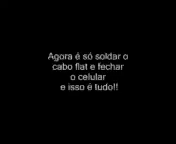 Agora é só soldar o
cabo flat e fechar
o celular
e isso é tudo!!